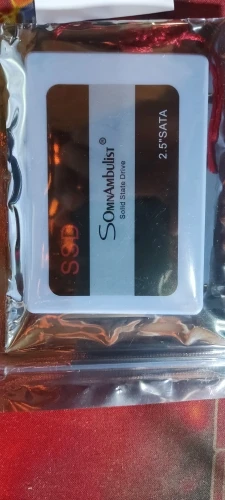 SOMNAMBULIST®
Solid State Drive
2.5"SATA
SSD